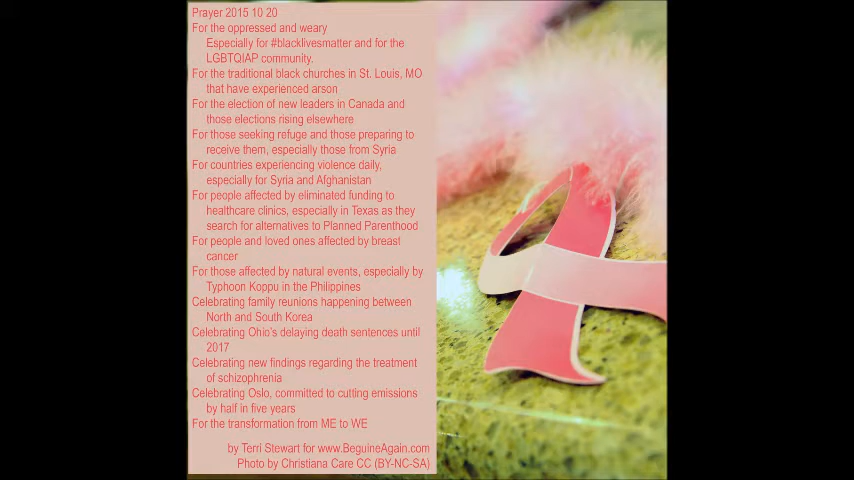 Prayer 2015 10 20
For the oppressed and weary
Especially for #blacklivesmatter and for the
LGBTQIAP community.
For the traditional black churches in St. Louis, MO
that have experienced arson
For the election of new leaders in Canada and
those elections rising elsewhere
For those seeking refuge and those preparing to
receive them, especially those from Syria
For countries experiencing violence daily,
especially for Syria and Afghanistan
For people affected by eliminated funding to
healthcare clinics, especially in Texas as they
search for alternatives to Planned Parenthood
For people and loved ones affected by breast
cancer
For those affected by natural events, especially by
Typhoon Koppu in the Philippines
Celebrating family reunions happening between
North and South Korea
Celebrating Ohio's delaying death sentences until
2017
Celebrating new findings regarding the treatment
of schizophrenia
Celebrating Oslo, committed to cutting emissions
by half in five years
For the transformation from ME to WE
by Terri Stewart for www.BeguineAgain.com
Photo by Christiana Care CC (BY-NC-SA)